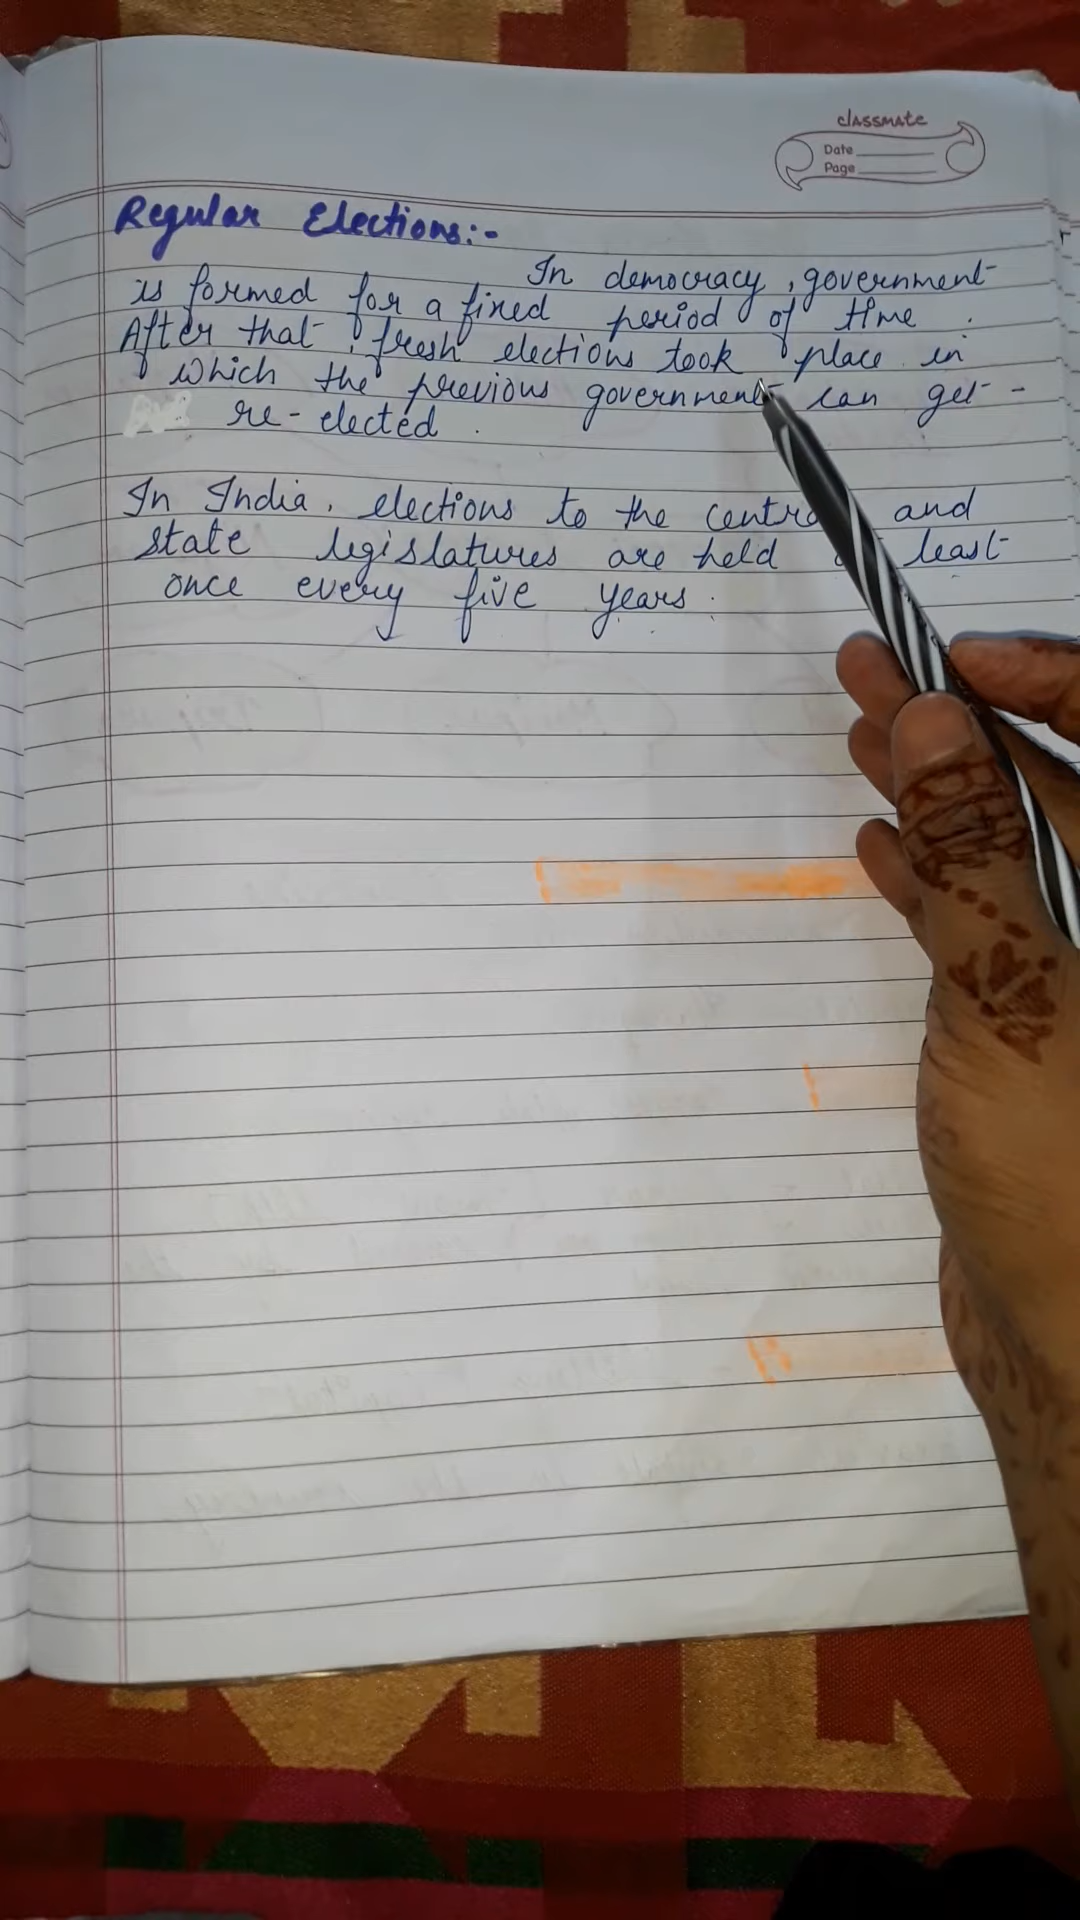 classmate
Date
Page
Regular Elections:-
In democracy, government
is formed for a fixed period of time.
After that, fresh elections took place in
which the previous government can get -
re-elected.
In India, elections to the centr and
state legislatures are held least
once every five years.